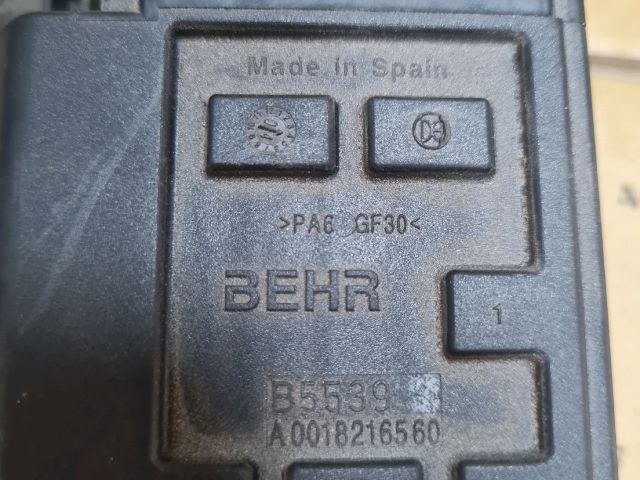 Made in Spain
>PA6 GF30<
BEHR
1
B5539
A0018216560